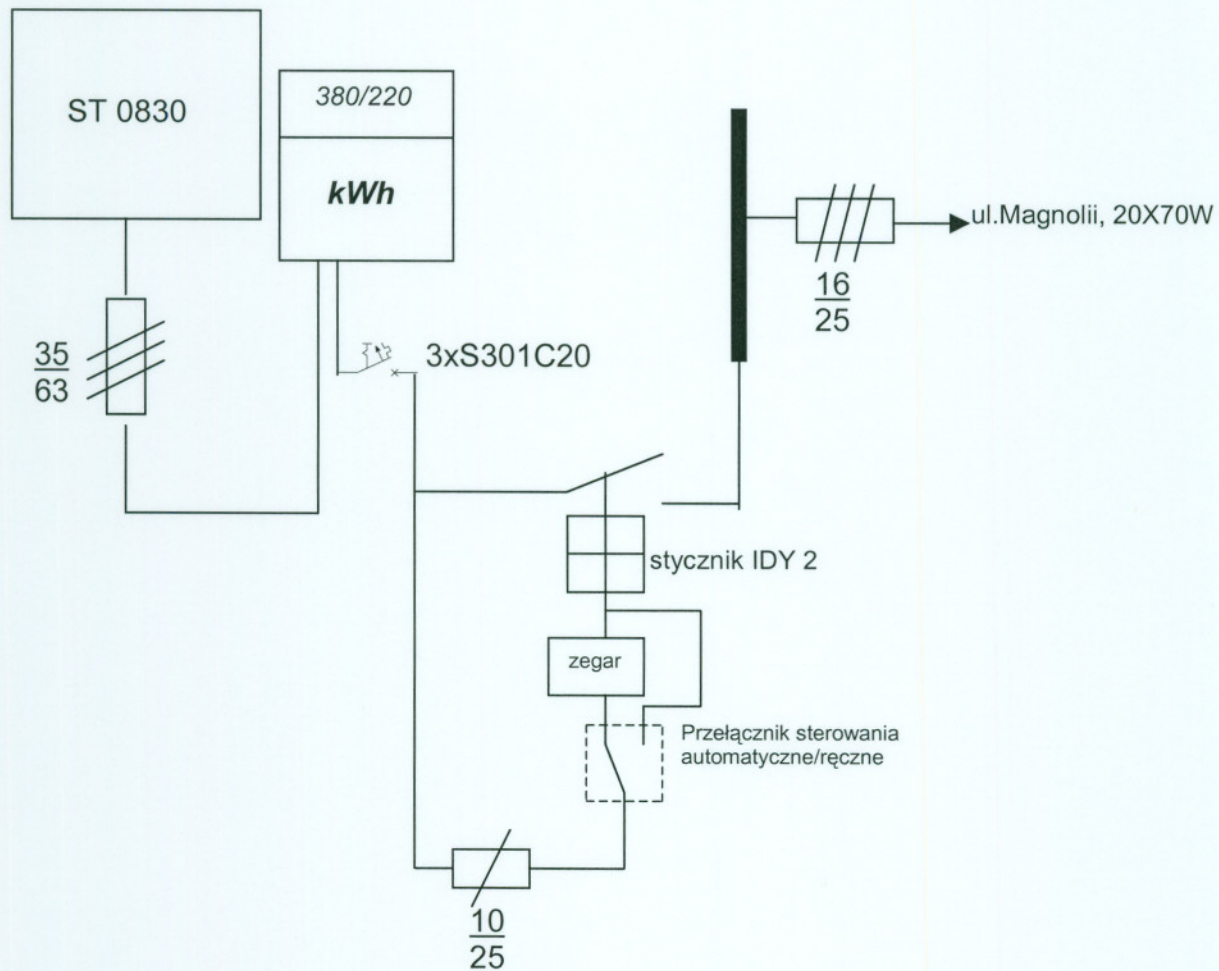 ST 0830
380/220
kWh
35
63
3xS301C20
ul.Magnolii, 20X70W
16
25
stycznik IDY 2
zegar
Przełącznik sterowania
automatyczne/ręczne
10
25